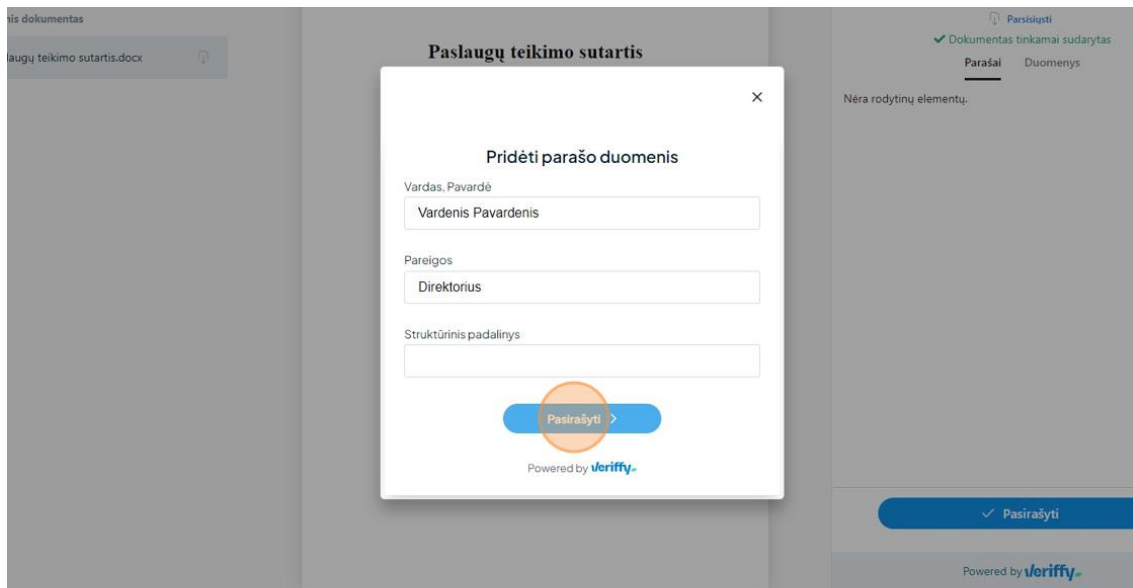 nis dokumentas
laugų teikimo sutartis.docx
Paslaugų teikimo sutartis
Pridėti parašo duomenis
Vardas, Pavardė
Vardenis Pavardenis
Pareigos
Direktorius
Struktūrinis padalinys
Pasirašyti
Powered by Veriffy
Parsisiųsti
Dokumentas tinkamai sudarytas
Parašai Duomenys
Nėra rodytinų elementų.
Pasirašyti
Powered by Veriffy